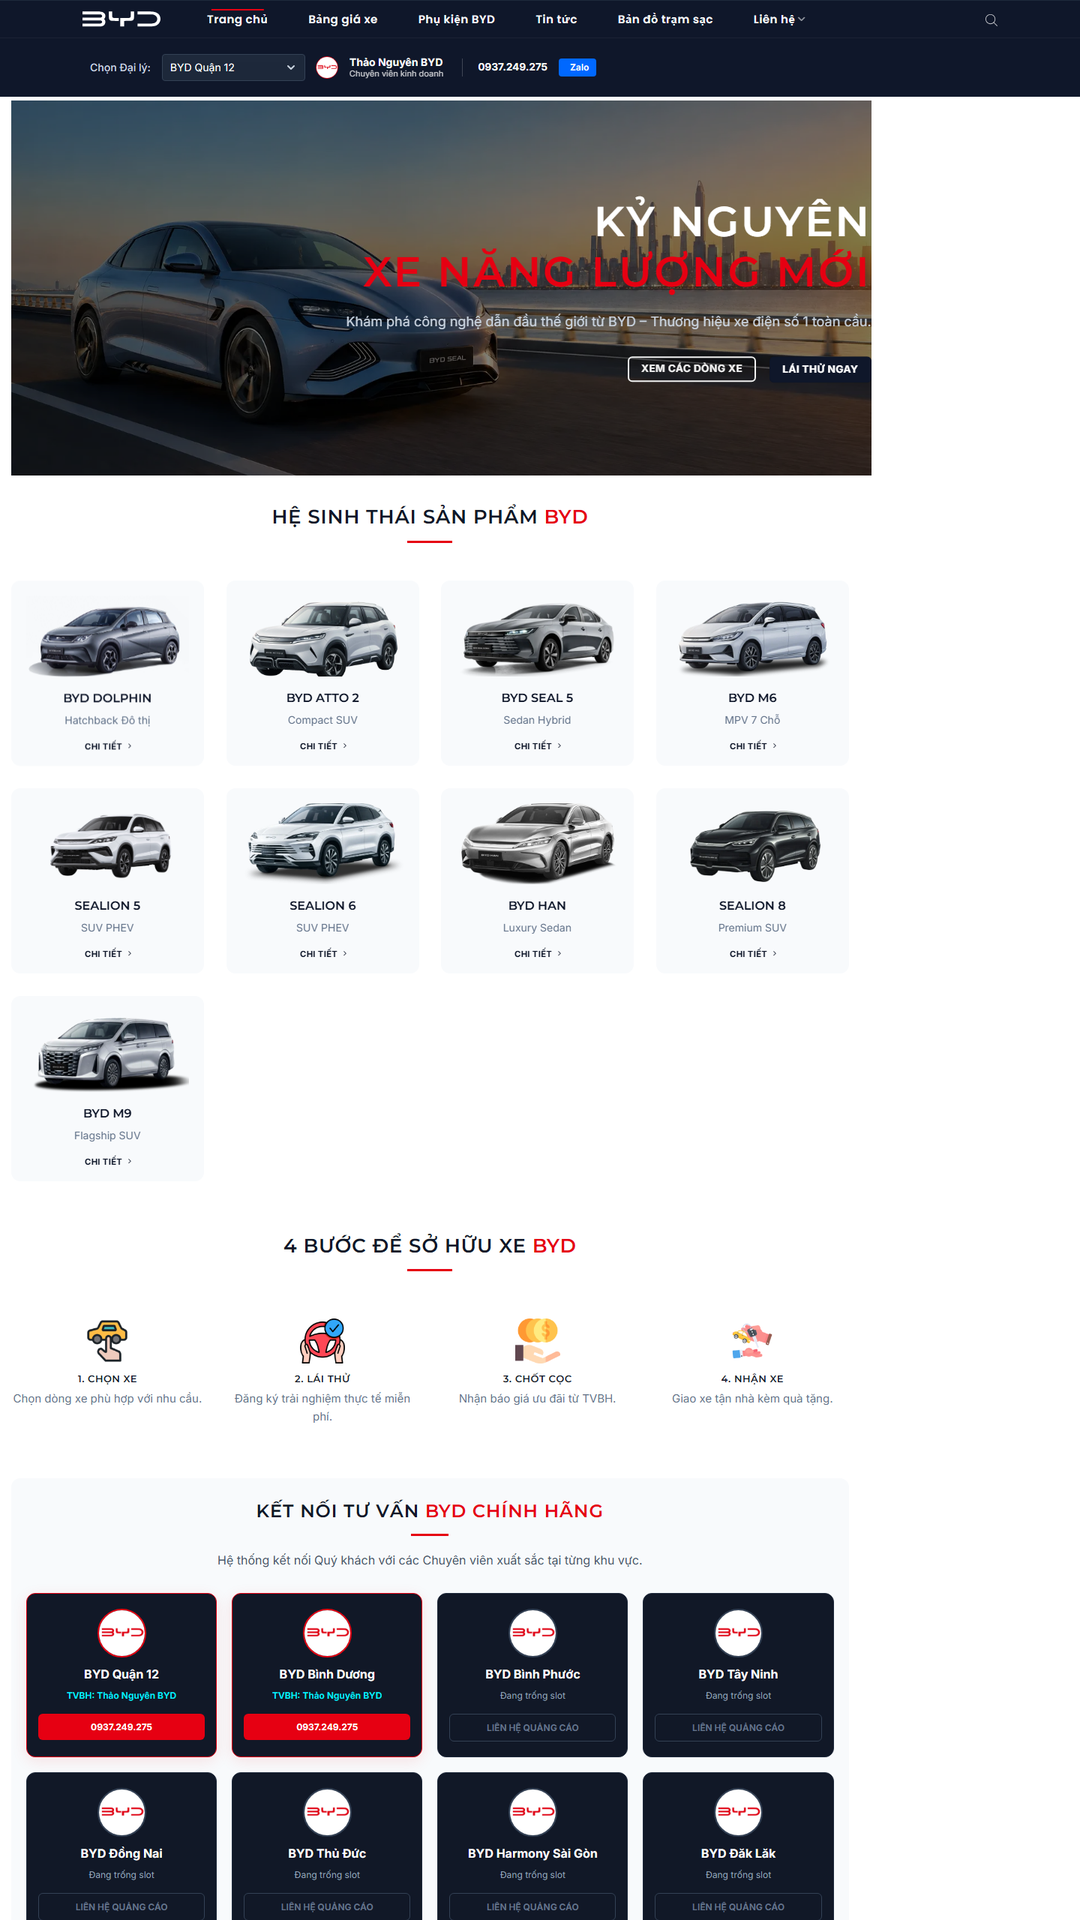 BYD
Trang chủ
Bảng giá xe
Phụ kiện BYD
Tin tức
Bản đồ trạm sạc
Liên hệ
Chọn Đại lý:
BYD Quận 12
Thảo Nguyên BYD
Chuyên viên kinh doanh
0937.249.275
Zalo
KỶ NGUYÊN
XE NĂNG LƯỢNG MỚI
Khám phá công nghệ dẫn đầu thế giới từ BYD – Thương hiệu xe điện số 1 toàn cầu.
XEM CÁC DÒNG XE
LÁI THỬ NGAY
BYD SEAL
HỆ SINH THÁI SẢN PHẨM BYD
BYD DOLPHIN
Hatchback Đô thị
CHI TIẾT
BYD ATTO 2
Compact SUV
CHI TIẾT
BYD SEAL 5
Sedan Hybrid
CHI TIẾT
BYD M6
MPV 7 Chỗ
CHI TIẾT
SEALION 5
SUV PHEV
CHI TIẾT
SEALION 6
SUV PHEV
CHI TIẾT
BYD HAN
Luxury Sedan
CHI TIẾT
SEALION 8
Premium SUV
CHI TIẾT
BYD M9
Flagship SUV
CHI TIẾT
4 BƯỚC ĐỂ SỞ HỮU XE BYD
1. CHỌN XE
Chọn dòng xe phù hợp với nhu cầu.
2. LÁI THỬ
Đăng ký trải nghiệm thực tế miễn
phí.
3. CHỐT CỌC
Nhận báo giá ưu đãi từ TVBH.
4. NHẬN XE
Giao xe tận nhà kèm quà tặng.
KẾT NỐI TƯ VẤN BYD CHÍNH HÃNG
Hệ thống kết nối Quý khách với các Chuyên viên xuất sắc tại từng khu vực.
BYD
BYD Quận 12
TVBH: Thảo Nguyên BYD
0937.249.275
BYD
BYD Bình Dương
TVBH: Thảo Nguyên BYD
0937.249.275
BYD
BYD Bình Phước
Đang trống slot
LIÊN HỆ QUẢNG CÁO
BYD
BYD Tây Ninh
Đang trống slot
LIÊN HỆ QUẢNG CÁO
BYD
BYD Đồng Nai
Đang trống slot
LIÊN HỆ QUẢNG CÁO
BYD
BYD Thủ Đức
Đang trống slot
LIÊN HỆ QUẢNG CÁO
BYD
BYD Harmony Sài Gòn
Đang trống slot
LIÊN HỆ QUẢNG CÁO
BYD
BYD Đăk Lăk
Đang trống slot
LIÊN HỆ QUẢNG CÁO